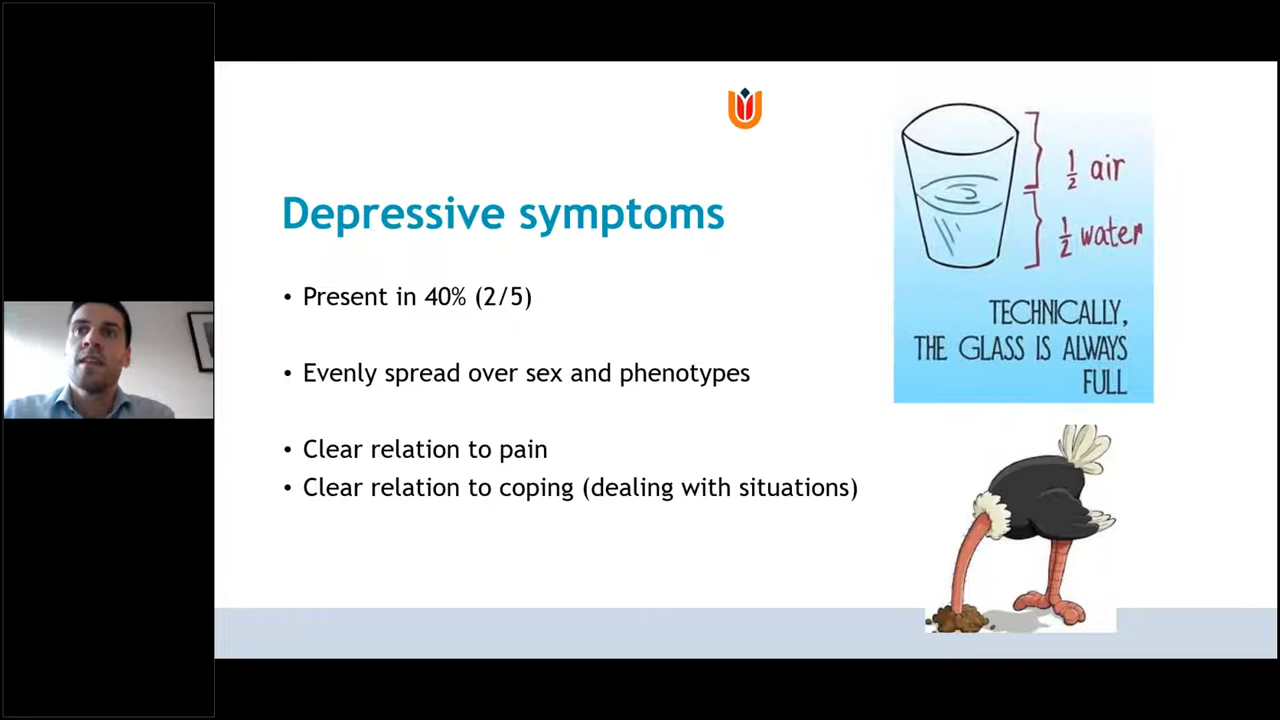 Depressive symptoms
• Present in 40% (2/5)
• Evenly spread over sex and phenotypes
• Clear relation to pain
• Clear relation to coping (dealing with situations)
1/2 air
1/2 water
TECHNICALLY,
THE GLASS IS ALWAYS
FULL